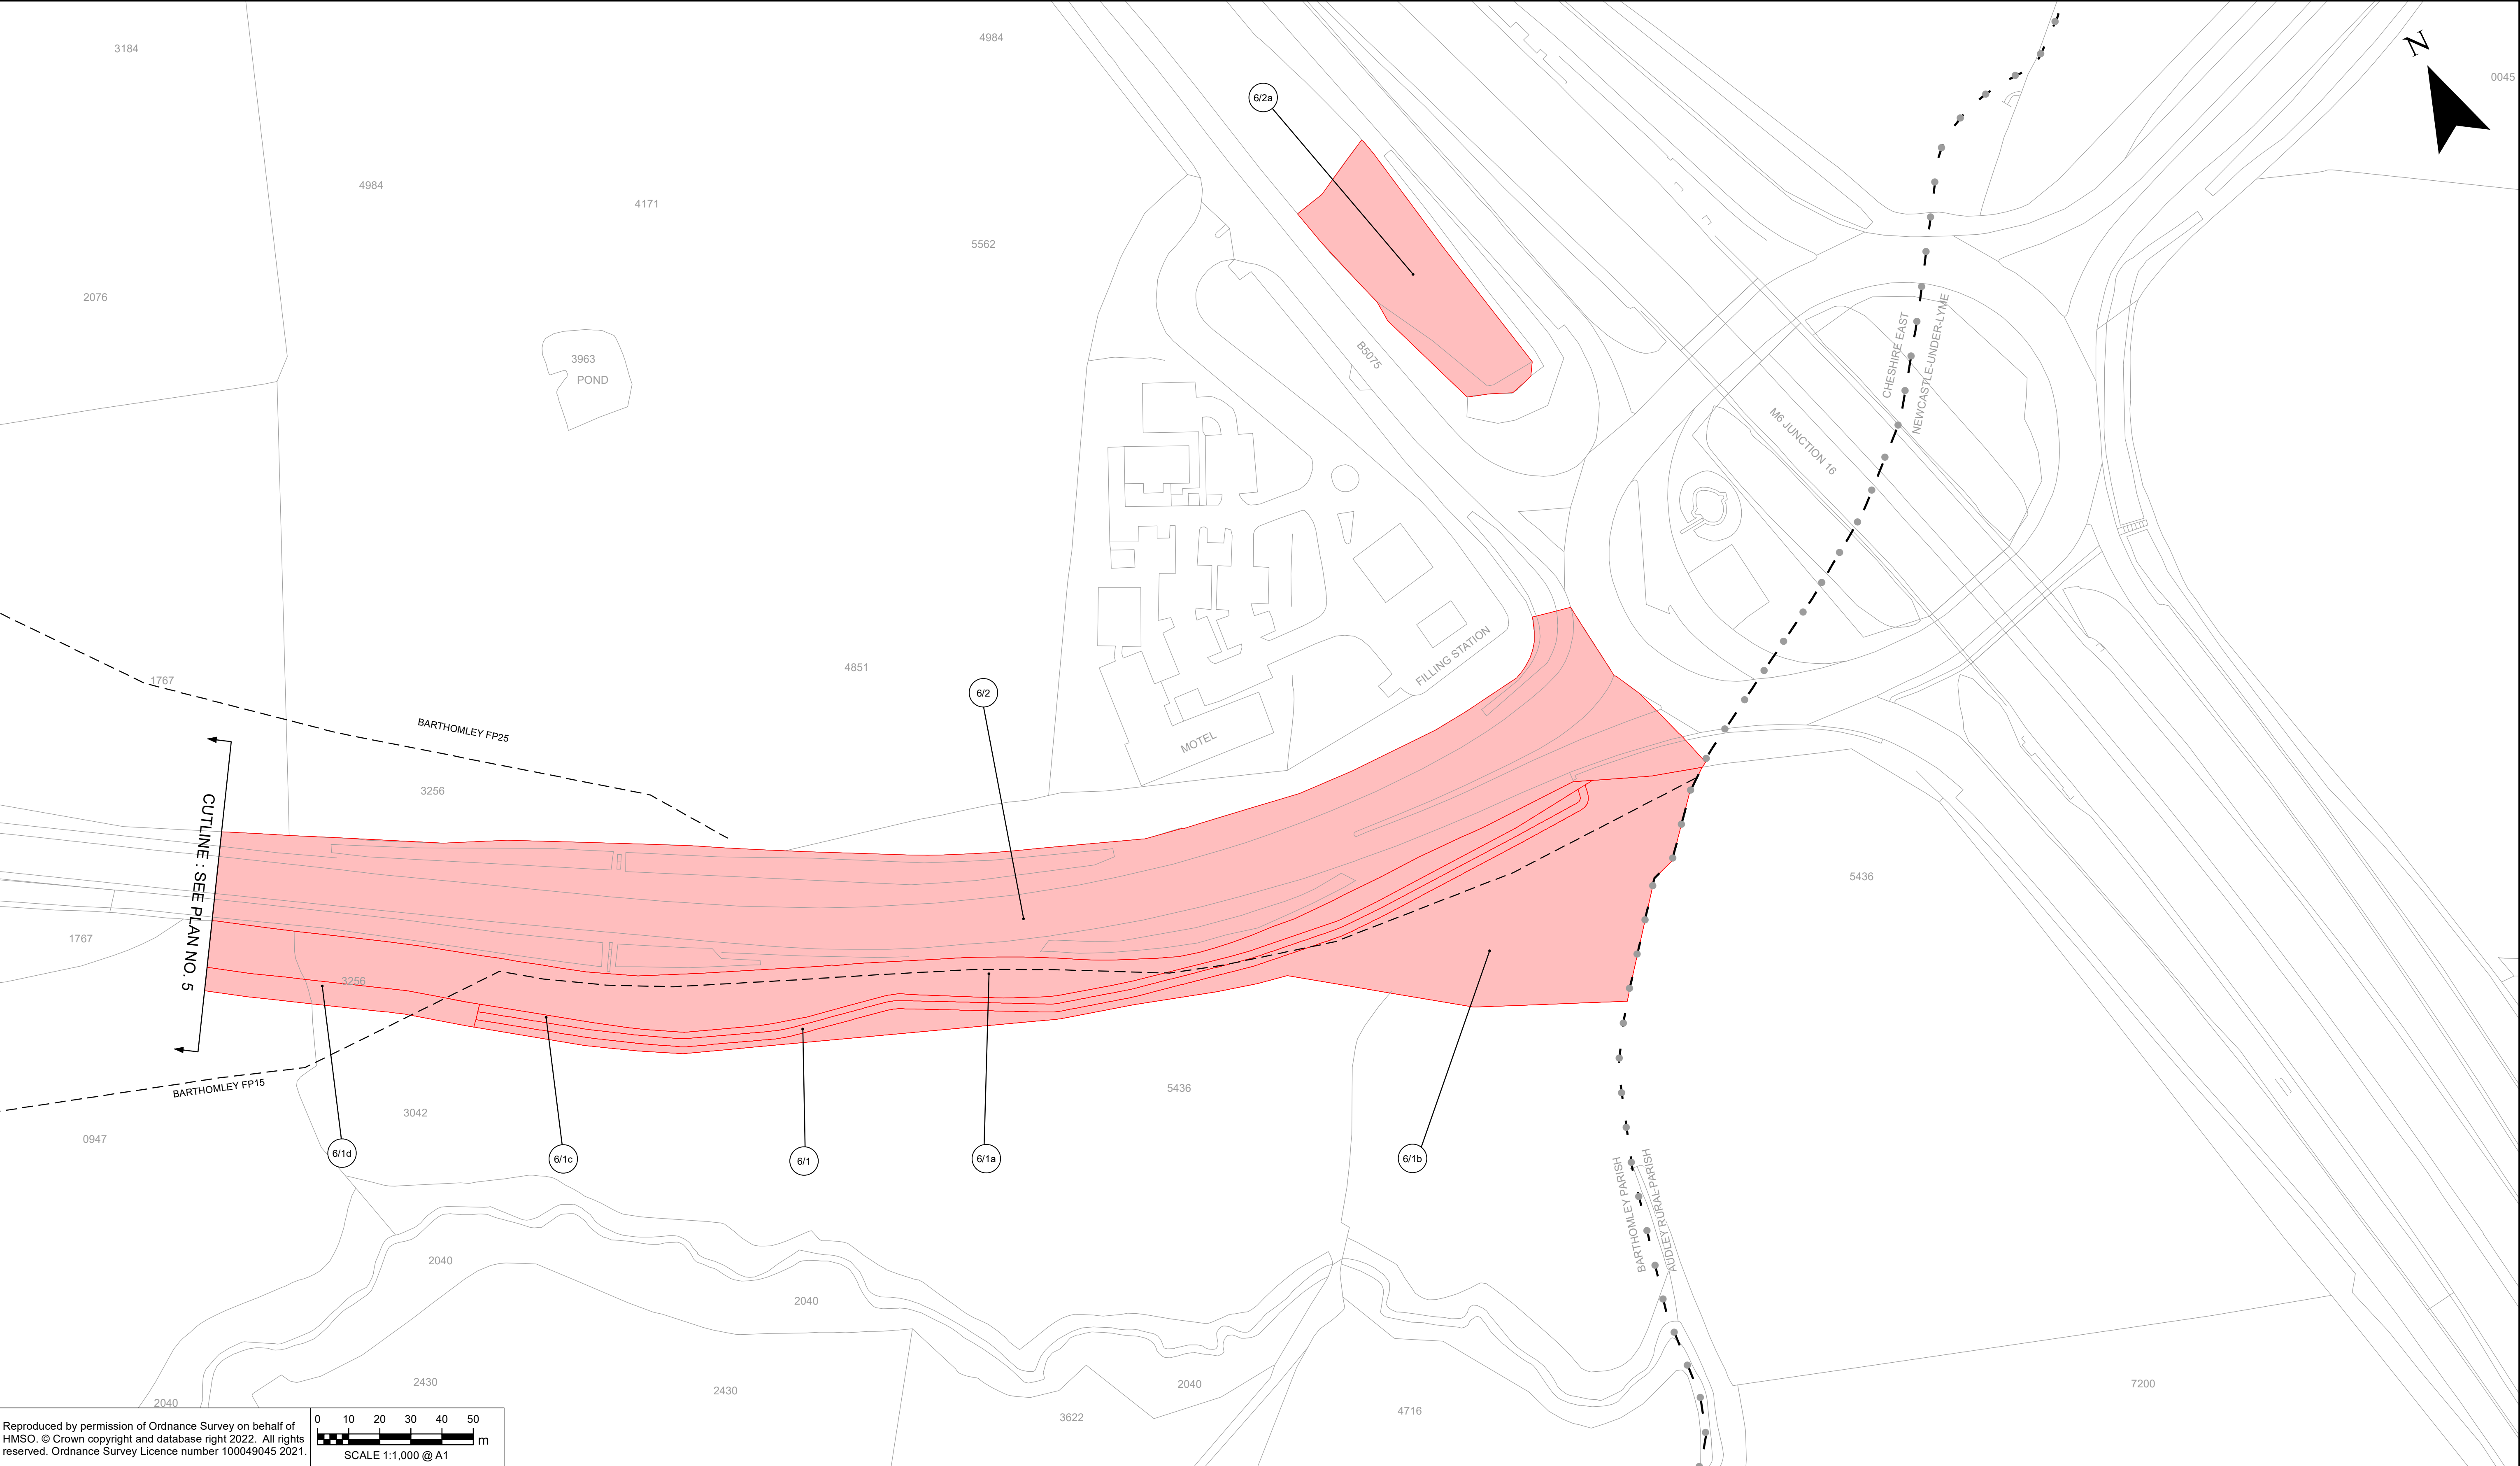 3184
4984
N
0045
6/2a
4984
4171
5562
2076
3963
POND
B5075
CHESHIRE EAST
NEWCASTLE-UNDER-LYME
M6 JUNCTION 16
FILLING STATION
4851
1767
6/2
BARTHOMLEY FP25
MOTEL
3256
CUTLINE : SEE PLAN NO. 5
5436
1767
3256
BARTHOMLEY FP15
5436
3042
0947
6/1d
6/1c
6/1
6/1a
6/1b
BARTHOMLEY PARISH
AUDLEY RURAL PARISH
2040
2040
2430
2430
2040
7200
2040
3622
4716
Reproduced by permission of Ordnance Survey on behalf of
HMSO. © Crown copyright and database right 2022. All rights
reserved. Ordnance Survey Licence number 100049045 2021.
0 10 20 30 40 50
m
SCALE 1:1,000 @ A1